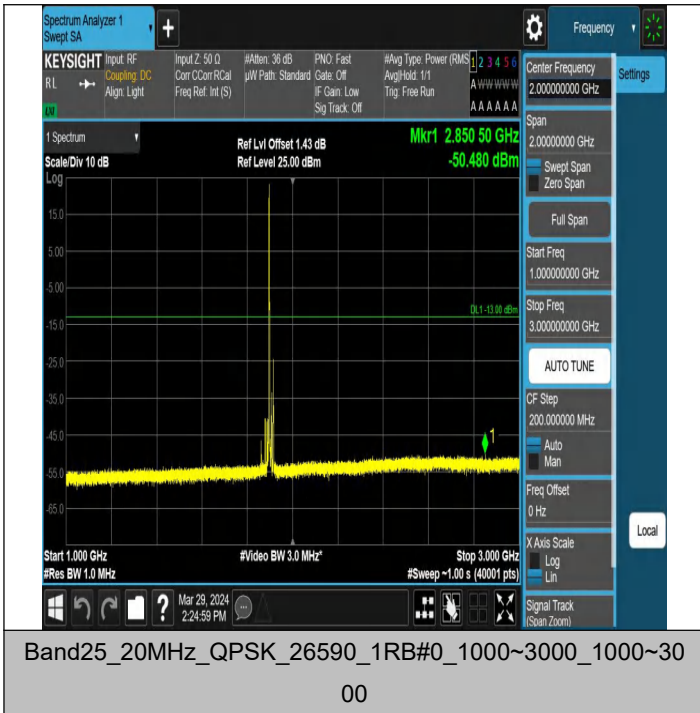 Spectrum Analyzer 1
Swept SA
Frequency
KEYSIGHT
RL
LXI
Input: RF
Coupling: DC
Align: Light
Input Z: 50 Ω
Corr CCorr RCal
Freq Ref: Int (S)
#Atten: 36 dB
µW Path: Standard
PNO: Fast
Gate: Off
IF Gain: Low
Sig Track: Off
#Avg Type: Power (RMS
Avg|Hold: 1/1
Trig: Free Run
1 2 3 4 5 6
A W W W W W
A A A A A A
1 Spectrum
Scale/Div 10 dB
Log
Ref Lvl Offset 1.43 dB
Ref Level 25.00 dBm
Mkr1 2.850 50 GHz
-50.480 dBm
15.0
5.00
-5.00
DL1 -13.00 dBm
-15.0
-25.0
-35.0
-45.0
1
-55.0
-65.0
Start 1.000 GHz
#Video BW 3.0 MHz*
Stop 3.000 GHz
#Res BW 1.0 MHz
#Sweep ~1.00 s (40001 pts)
Center Frequency
2.000000000 GHz
Settings
Span
2.00000000 GHz
Swept Span
Zero Span
Full Span
Start Freq
1.000000000 GHz
Stop Freq
3.000000000 GHz
AUTO TUNE
CF Step
200.000000 MHz
Auto
Man
Freq Offset
0 Hz
Local
X Axis Scale
Log
Lin
Signal Track
(Span Zoom)
?
Mar 29, 2024
2:24:59 PM
Band25_20MHz_QPSK_26590_1RB#0_1000~3000_1000~30
00